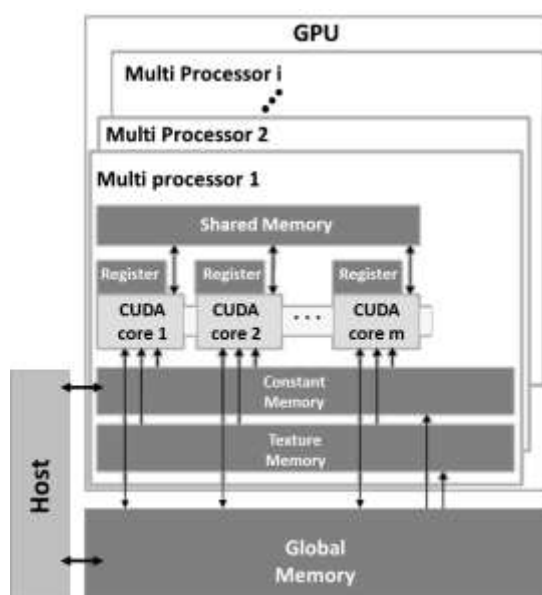 GPU
Multi Processor i
Multi Processor 2
Multi processor 1
Shared Memory
Register Register Register
CUDA core 1
CUDA core 2
...
CUDA core m
Constant
Memory
Texture
Memory
Host
Global
Memory